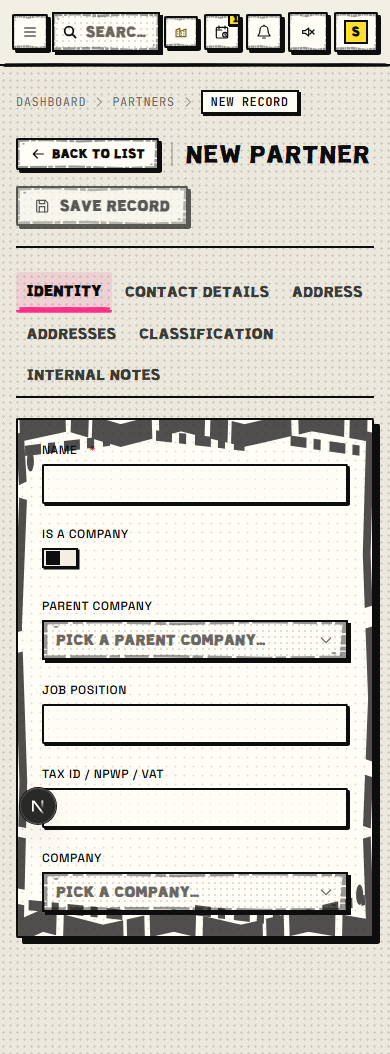 SEARC…
1
S
DASHBOARD > PARTNERS > NEW RECORD
← BACK TO LIST
NEW PARTNER
SAVE RECORD
IDENTITY CONTACT DETAILS ADDRESS
ADDRESSES CLASSIFICATION
INTERNAL NOTES
NAME *
IS A COMPANY
PARENT COMPANY
PICK A PARENT COMPANY…
JOB POSITION
TAX ID / NPWP / VAT
N
COMPANY
PICK A COMPANY…